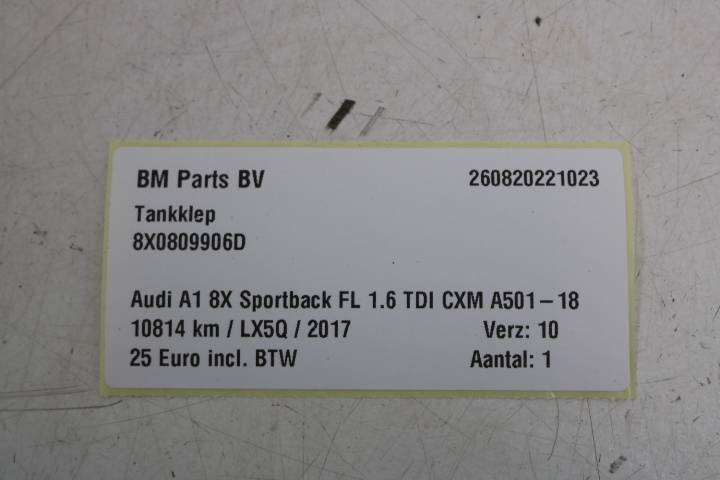 BM Parts BV 260820221023
Tankklep
8X0809906D
Audi A1 8X Sportback FL 1.6 TDI CXM A501-18
10814 km / LX5Q / 2017 Verz: 10
25 Euro incl. BTW Aantal: 1